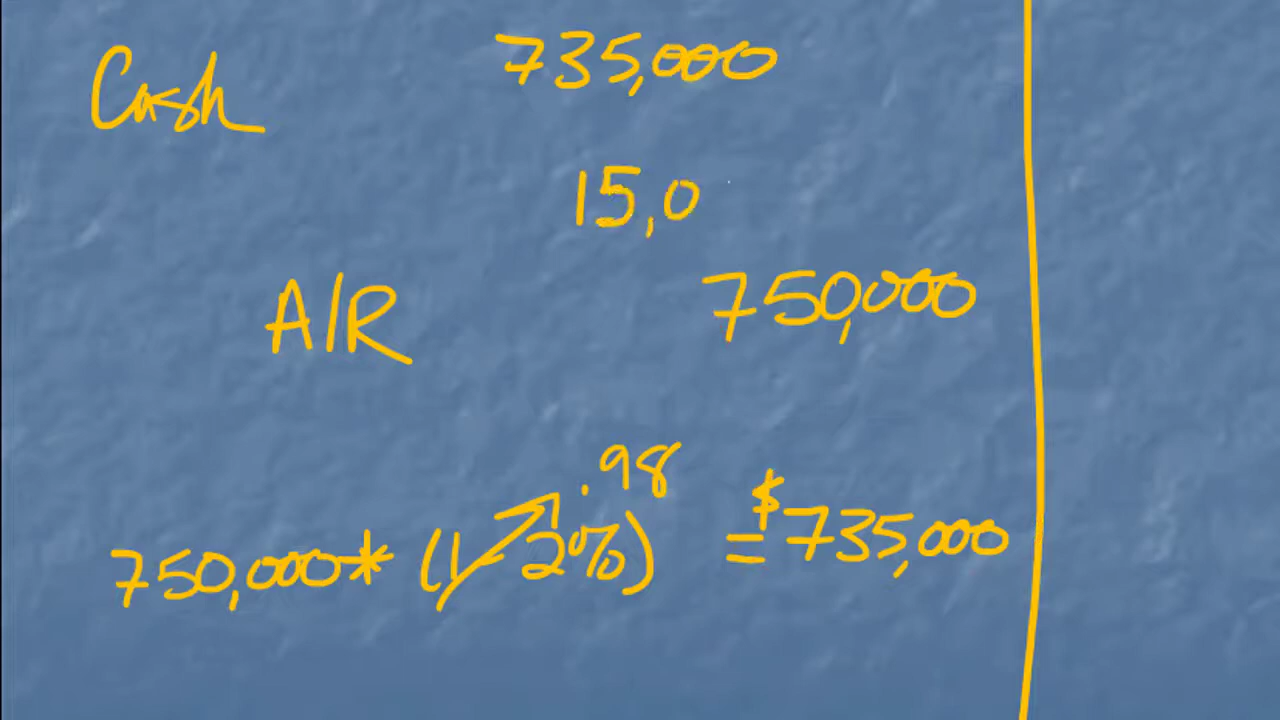 Cash 735,000
15,0
A/R 750,000
.98
750,000* (1-2%) = $735,000